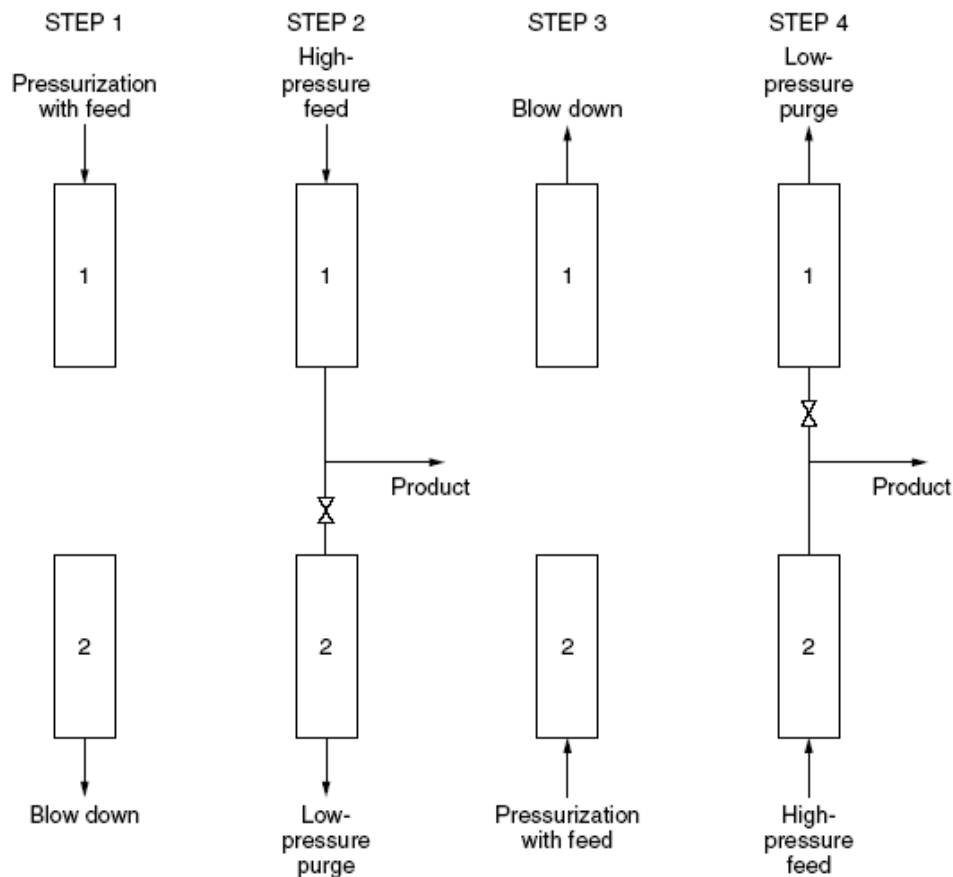 STEP 1
Pressurization
with feed
1
2
Blow down
STEP 2
High-
pressure
feed
1
Product
2
Low-
pressure
purge
STEP 3
Blow down
1
2
Pressurization
with feed
STEP 4
Low-
pressure
purge
1
Product
2
High-
pressure
feed